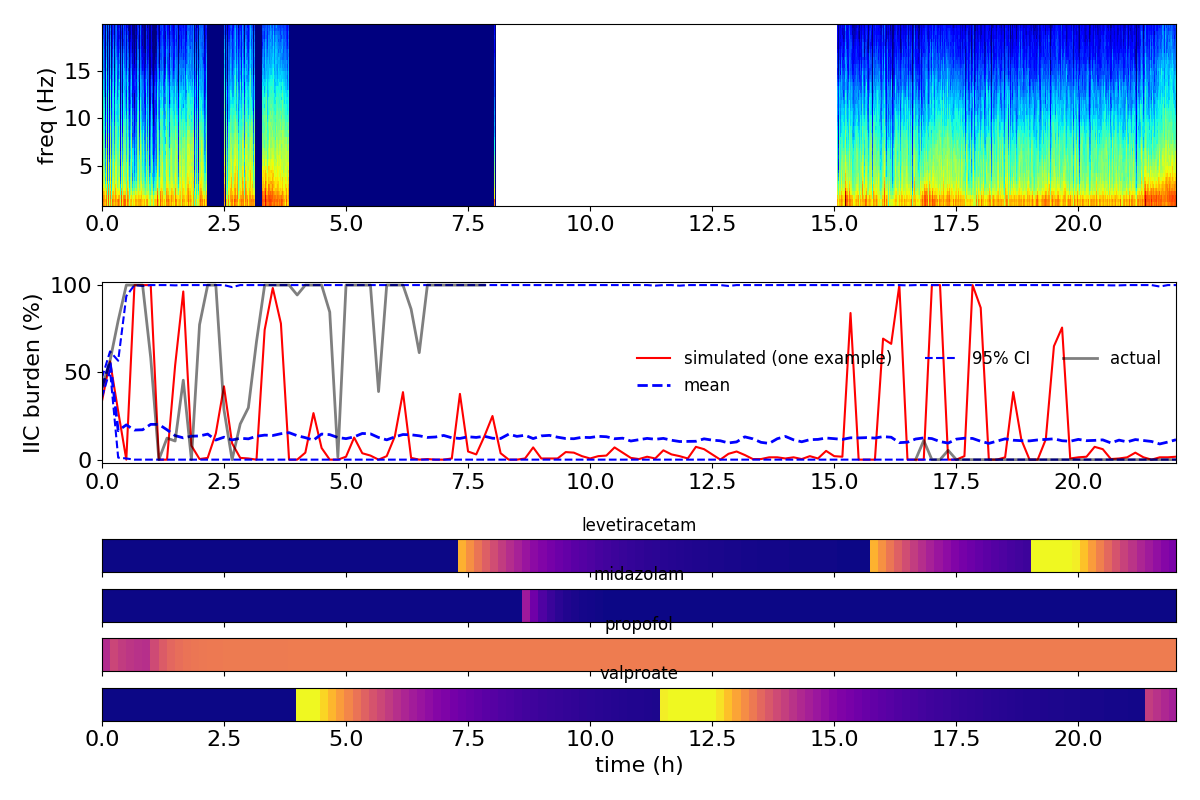 15
10
5
freq (Hz)
0.0 2.5 5.0 7.5 10.0 12.5 15.0 17.5 20.0
100
50
0
IIC burden (%)
simulated (one example) 95% CI actual
mean
0.0 2.5 5.0 7.5 10.0 12.5 15.0 17.5 20.0
levetiracetam
midazolam
propofol
valproate
0.0 2.5 5.0 7.5 10.0 12.5 15.0 17.5 20.0
time (h)